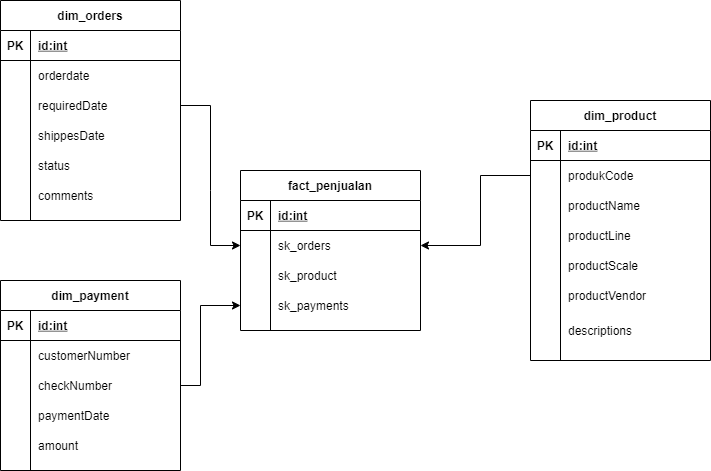 dim_orders
PK id:int
orderdate
requiredDate
shippesDate
status
comments
dim_payment
PK id:int
customerNumber
checkNumber
paymentDate
amount
fact_penjualan
PK id:int
sk_orders
sk_product
sk_payments
dim_product
PK id:int
produkCode
productName
productLine
productScale
productVendor
descriptions